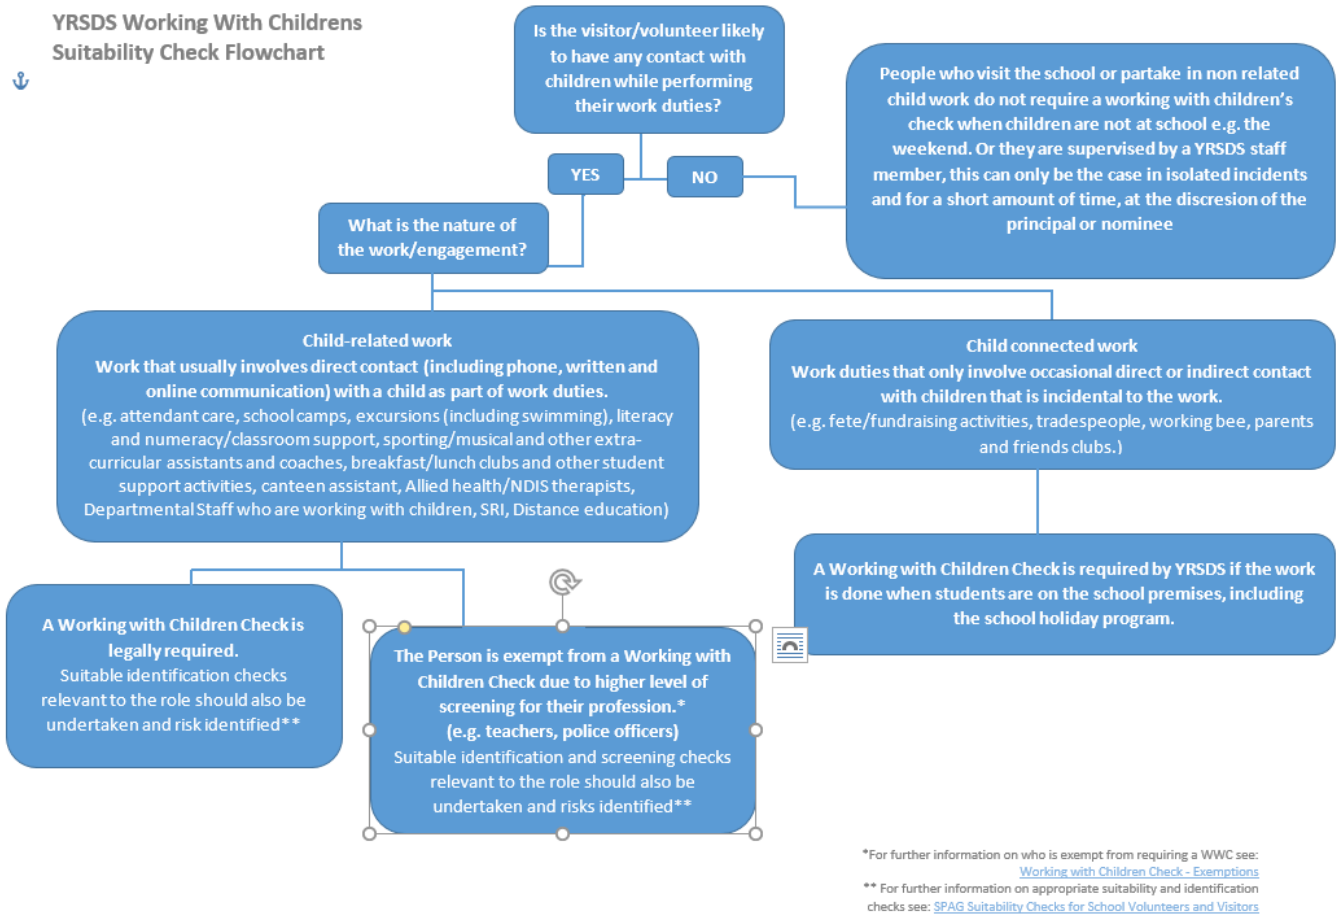 YRSDS Working With Childrens
Suitability Check Flowchart
Is the visitor/volunteer likely
to have any contact with
children while performing
their work duties?
People who visit the school or partake in non related
child work do not require a working with children's
check when children are not at school e.g. the
weekend. Or they are supervised by a YRSDS staff
member, this can only be the case in isolated incidents
and for a short amount of time, at the discresion of the
principal or nominee
YES
NO
What is the nature of
the work/engagement?
Child-related work
Work that usually involves direct contact (including phone, written and
online communication) with a child as part of work duties.
(e.g. attendant care, school camps, excursions (including swimming), literacy
and numeracy/classroom support, sporting/musical and other extra-
curricular assistants and coaches, breakfast/lunch clubs and other student
support activities, canteen assistant, Allied health/NDIS therapists,
Departmental Staff who are working with children, SRI, Distance education)
Child connected work
Work duties that only involve occasional direct or indirect contact
with children that is incidental to the work.
(e.g. fete/fundraising activities, tradespeople, working bee, parents
and friends clubs.)
A Working with Children Check is
legally required.
Suitable identification checks
relevant to the role should also be
undertaken and risk identified**
The Person is exempt from a Working with
Children Check due to higher level of
screening for their profession.*
(e.g. teachers, police officers)
Suitable identification and screening checks
relevant to the role should also be
undertaken and risks identified**
A Working with Children Check is required by YRSDS if the work
is done when students are on the school premises, including
the school holiday program.
*For further information on who is exempt from requiring a WWC see:
Working with Children Check - Exemptions
** For further information on appropriate suitability and identification
checks see: SPAG Suitability Checks for School Volunteers and Visitors